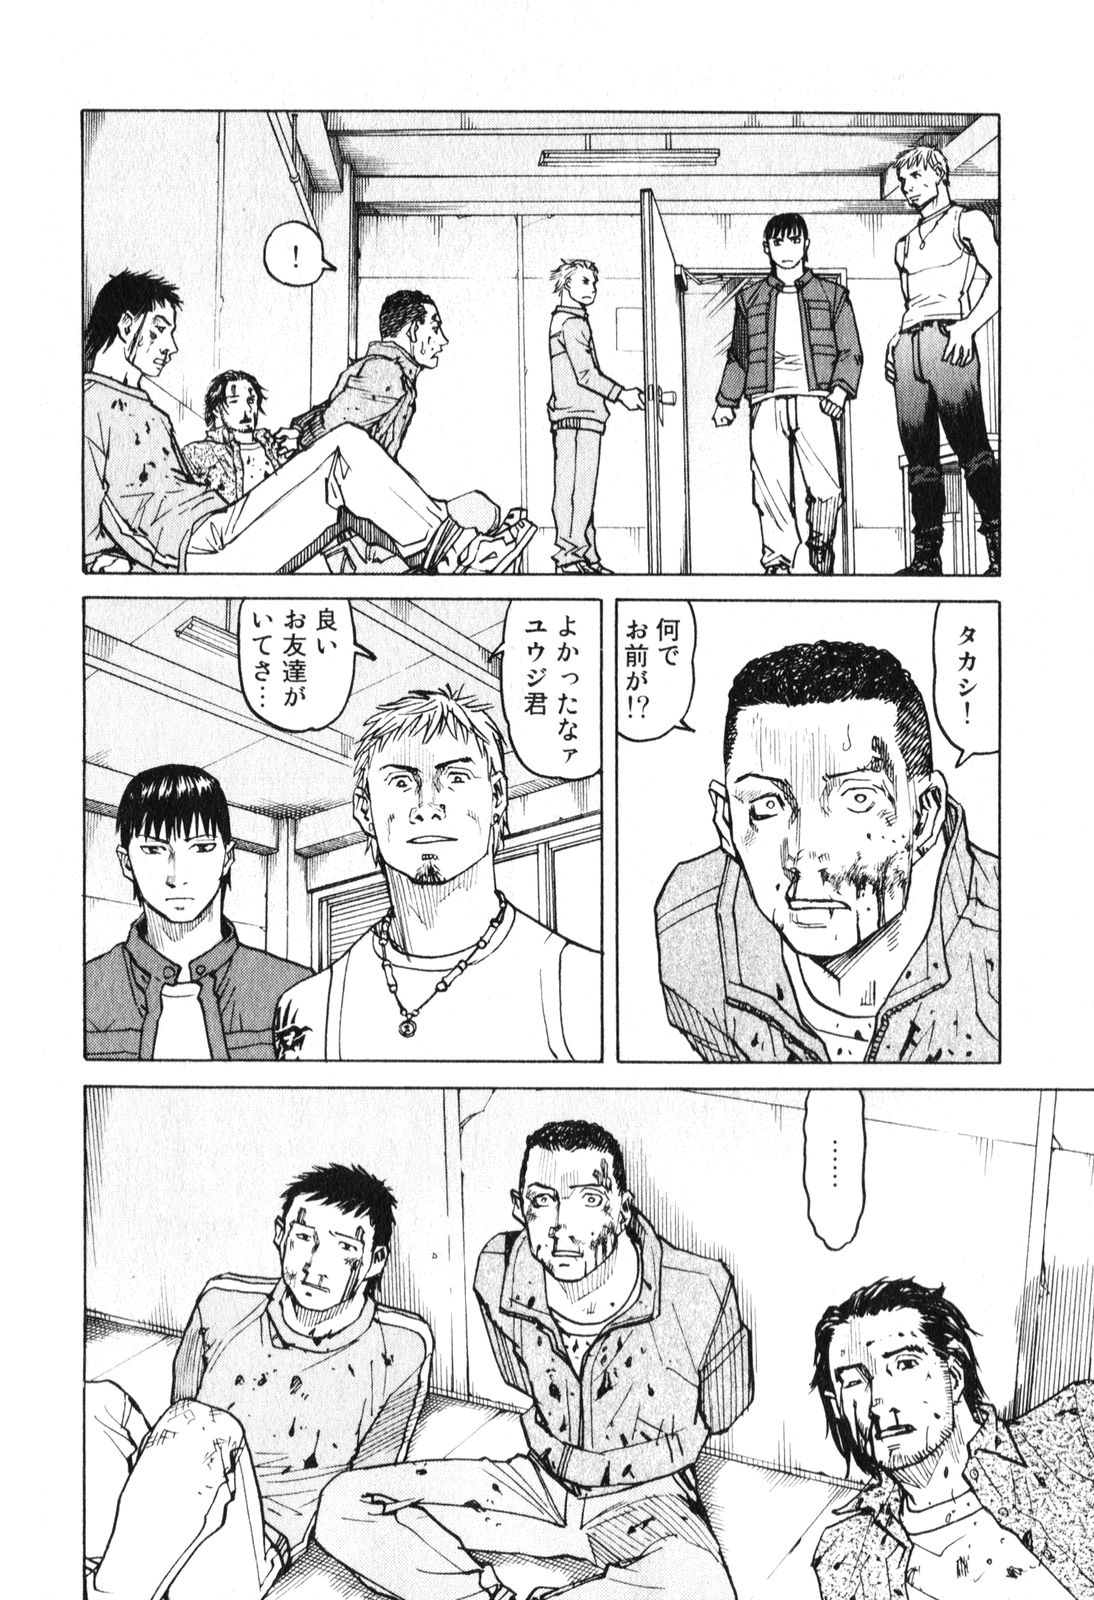 ！
タカシ！
何で
お前が!?
よかったなァ
ユウジ君
良い
お友達が
いてさ…
……